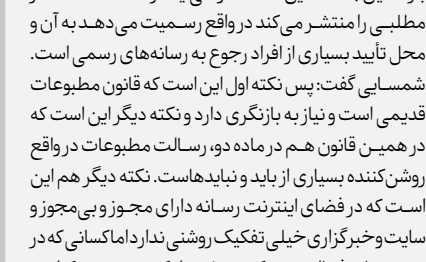 مطلبی را منتشر می‌کند در واقع رسمیت می‌دهد به آن و
محل تأیید بسیاری از افراد رجوع به رسانه‌های رسمی است.
شمسایی گفت: پس نکته اول این است که قانون مطبوعات
قدیمی است و نیاز به بازنگری دارد و نکته دیگر این است که
در همین قانون هم در ماده دو، رسالت مطبوعات در واقع
روشن‌کننده بسیاری از باید و نبایدهاست. نکته دیگر هم این
است که در فضای اینترنت رسانه دارای مجوز و بی‌مجوز و
سایت و خبرگزاری خیلی تفکیک روشنی ندارد اما کسانی که در